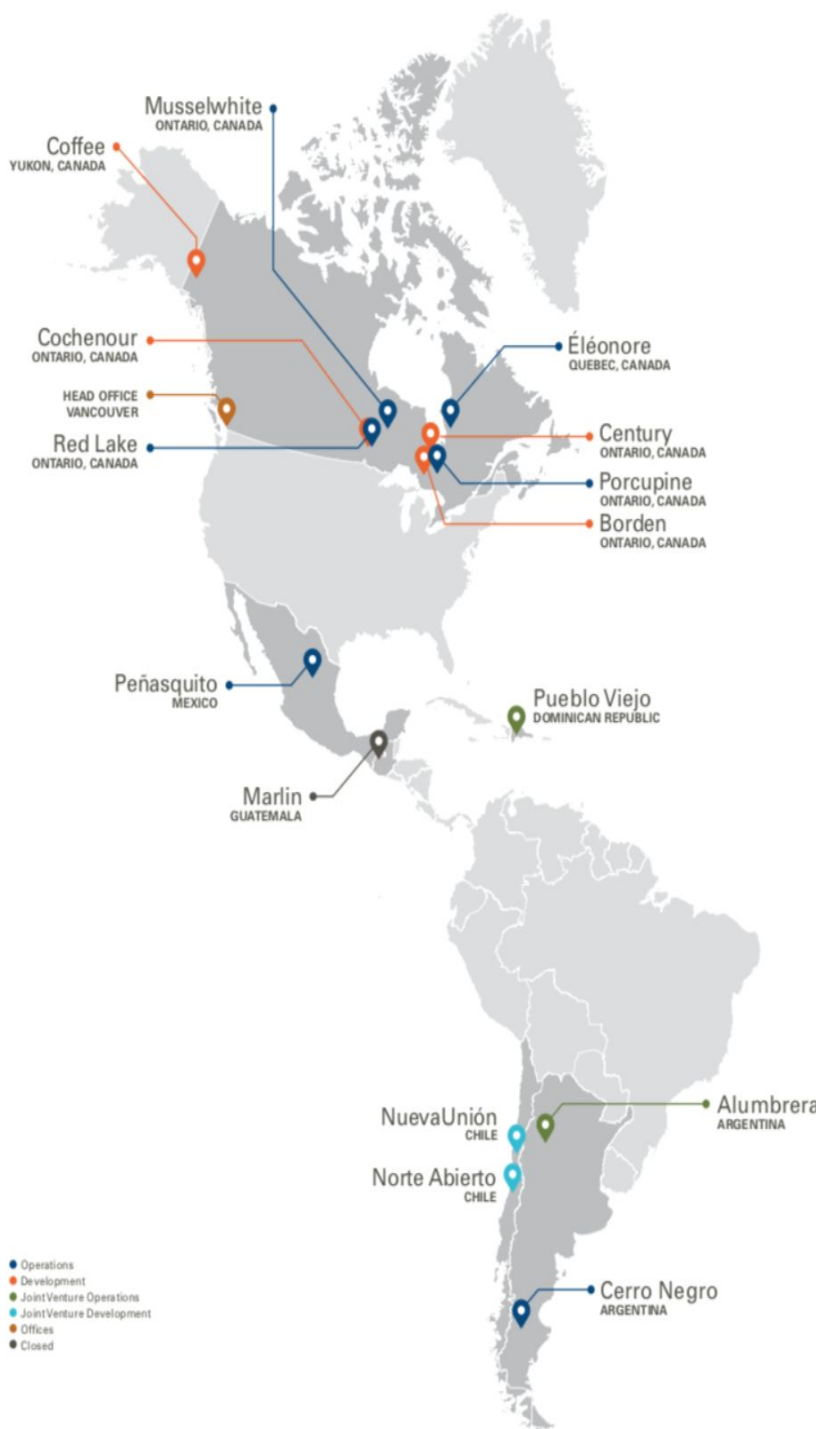 Musselwhite
ONTARIO, CANADA
Coffee
YUKON, CANADA
Cochenour
ONTARIO, CANADA
Éléonore
QUEBEC, CANADA
HEAD OFFICE
VANCOUVER
Red Lake
ONTARIO, CANADA
Century
ONTARIO, CANADA
Porcupine
ONTARIO, CANADA
Borden
ONTARIO, CANADA
Peñasquito
MEXICO
Pueblo Viejo
DOMINICAN REPUBLIC
Marlin
GUATEMALA
Alumbrera
ARGENTINA
NuevaUnión
CHILE
Norte Abierto
CHILE
Cerro Negro
ARGENTINA
Operations
Development
Joint Venture Operations
Joint Venture Development
Offices
Closed